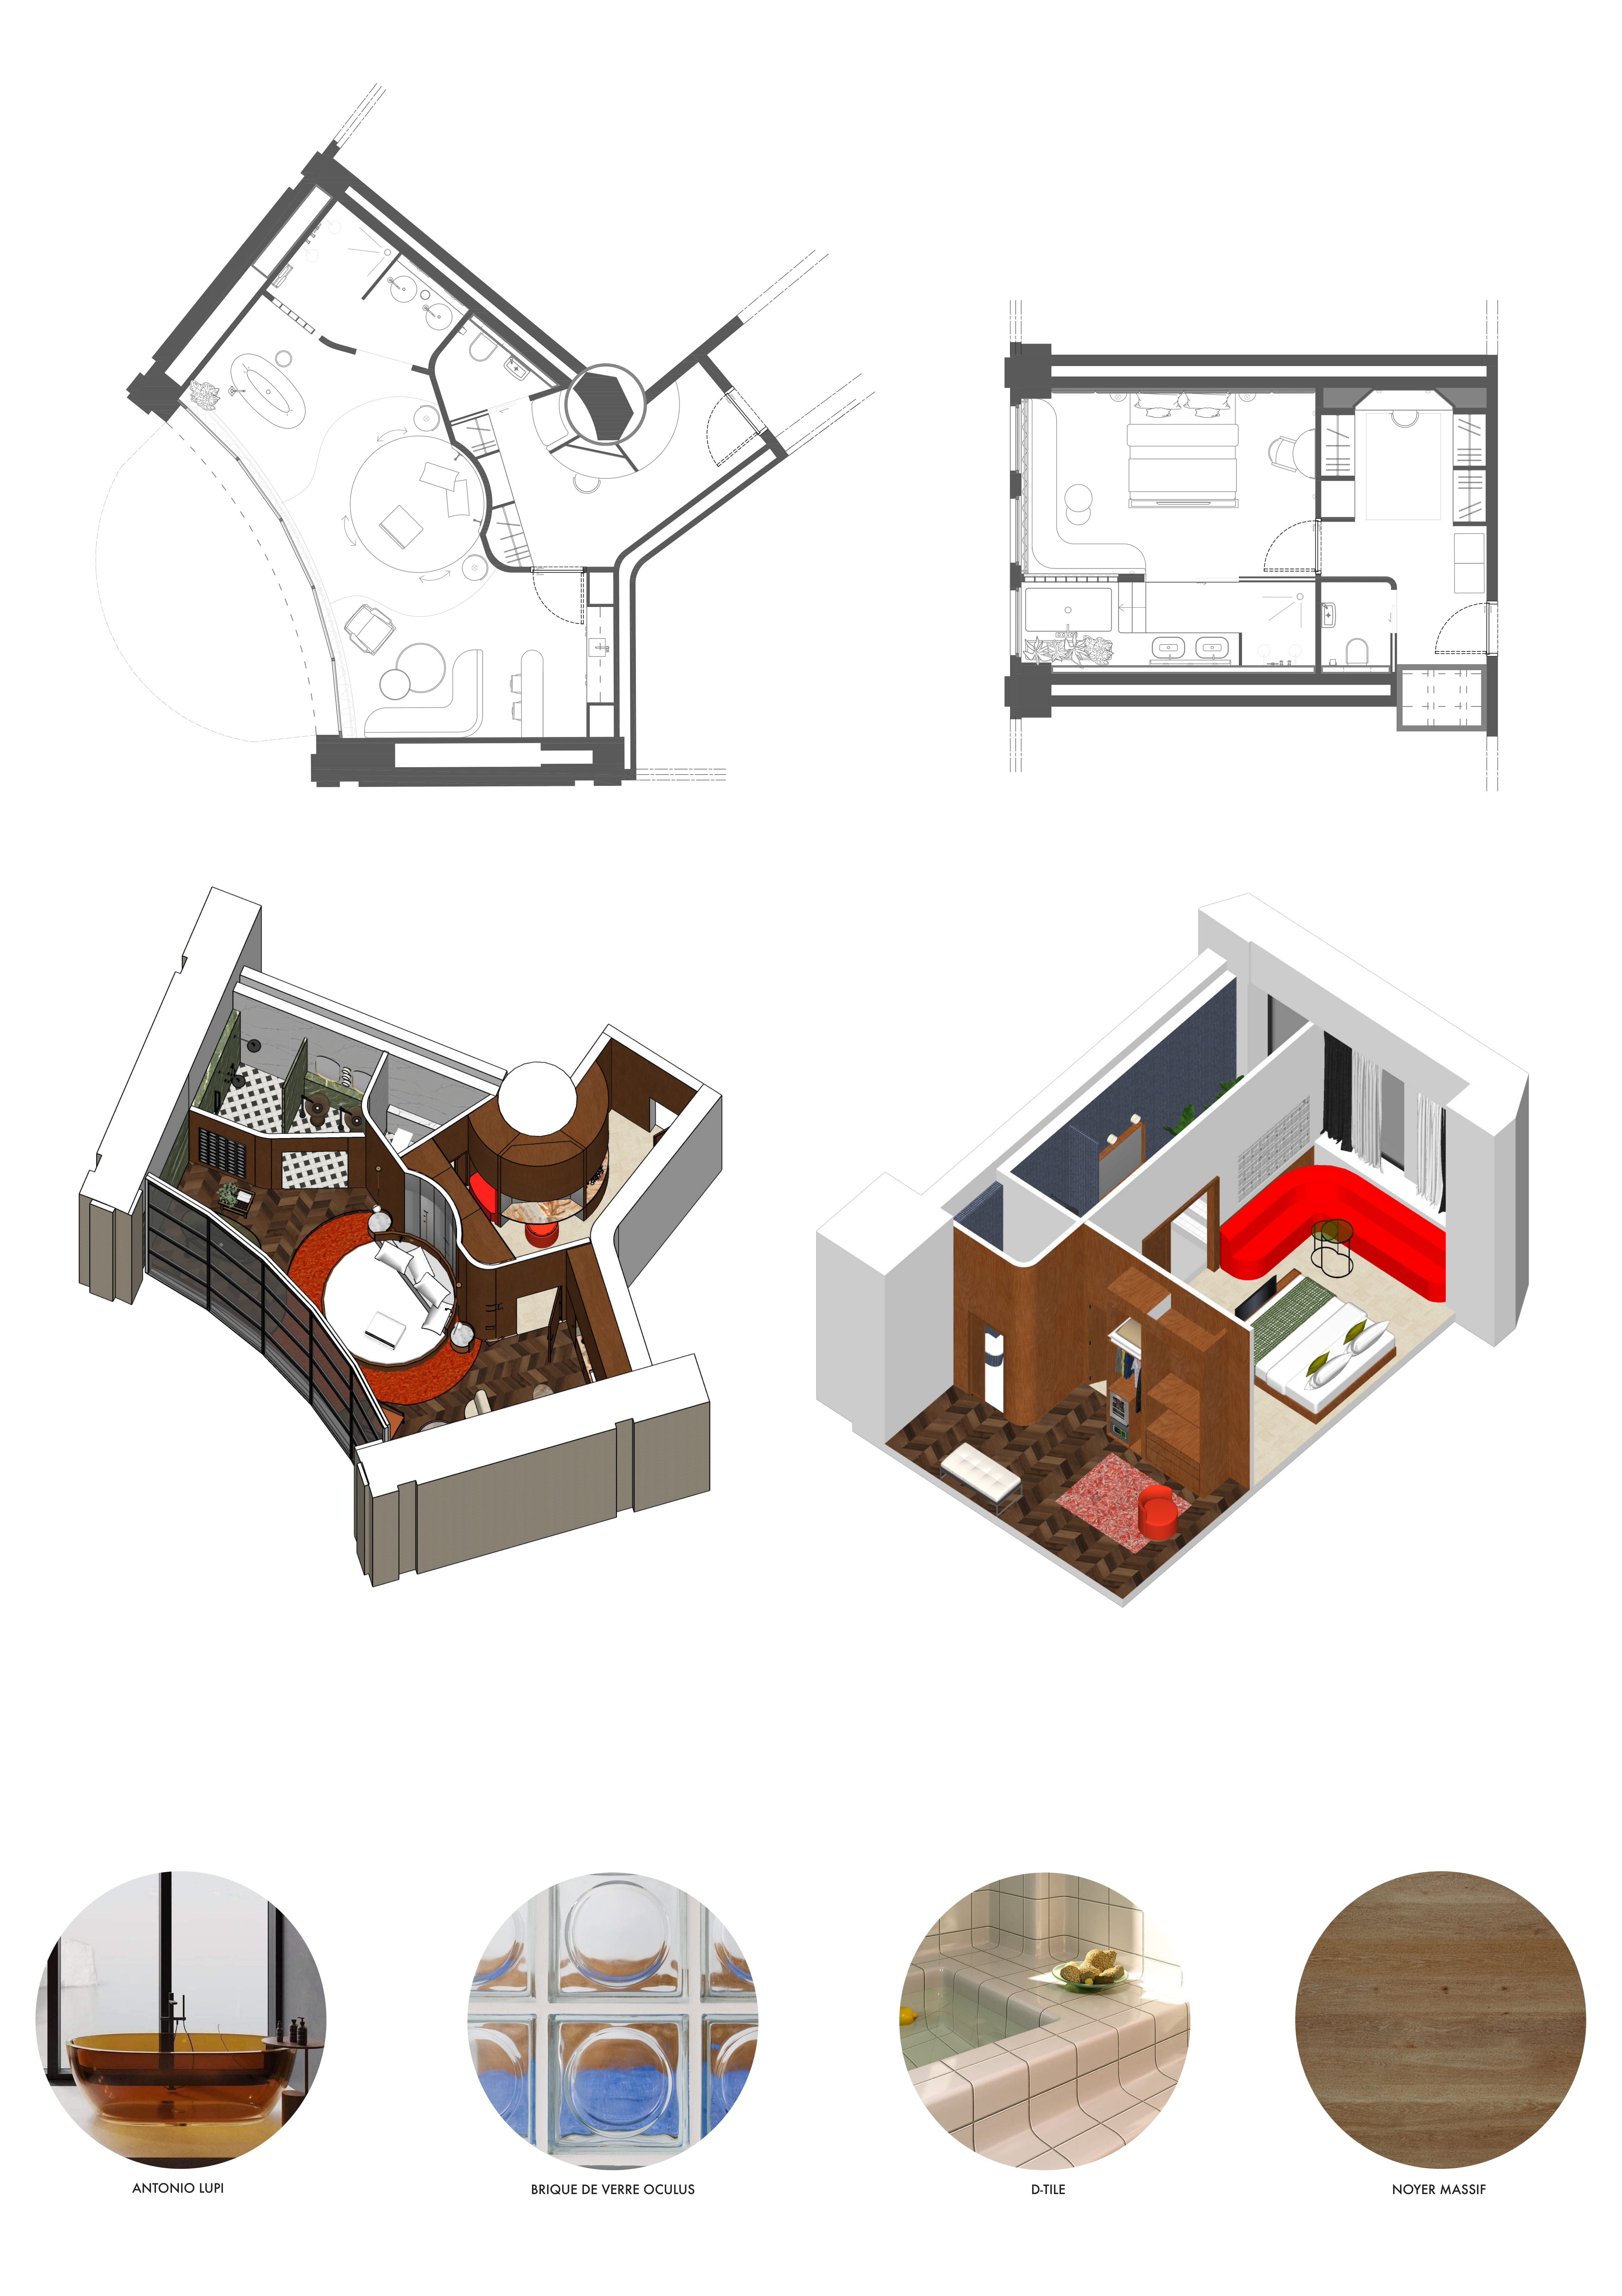 ANTONIO LUPI
BRIQUE DE VERRE OCULUS
D-TILE
NOYER MASSIF